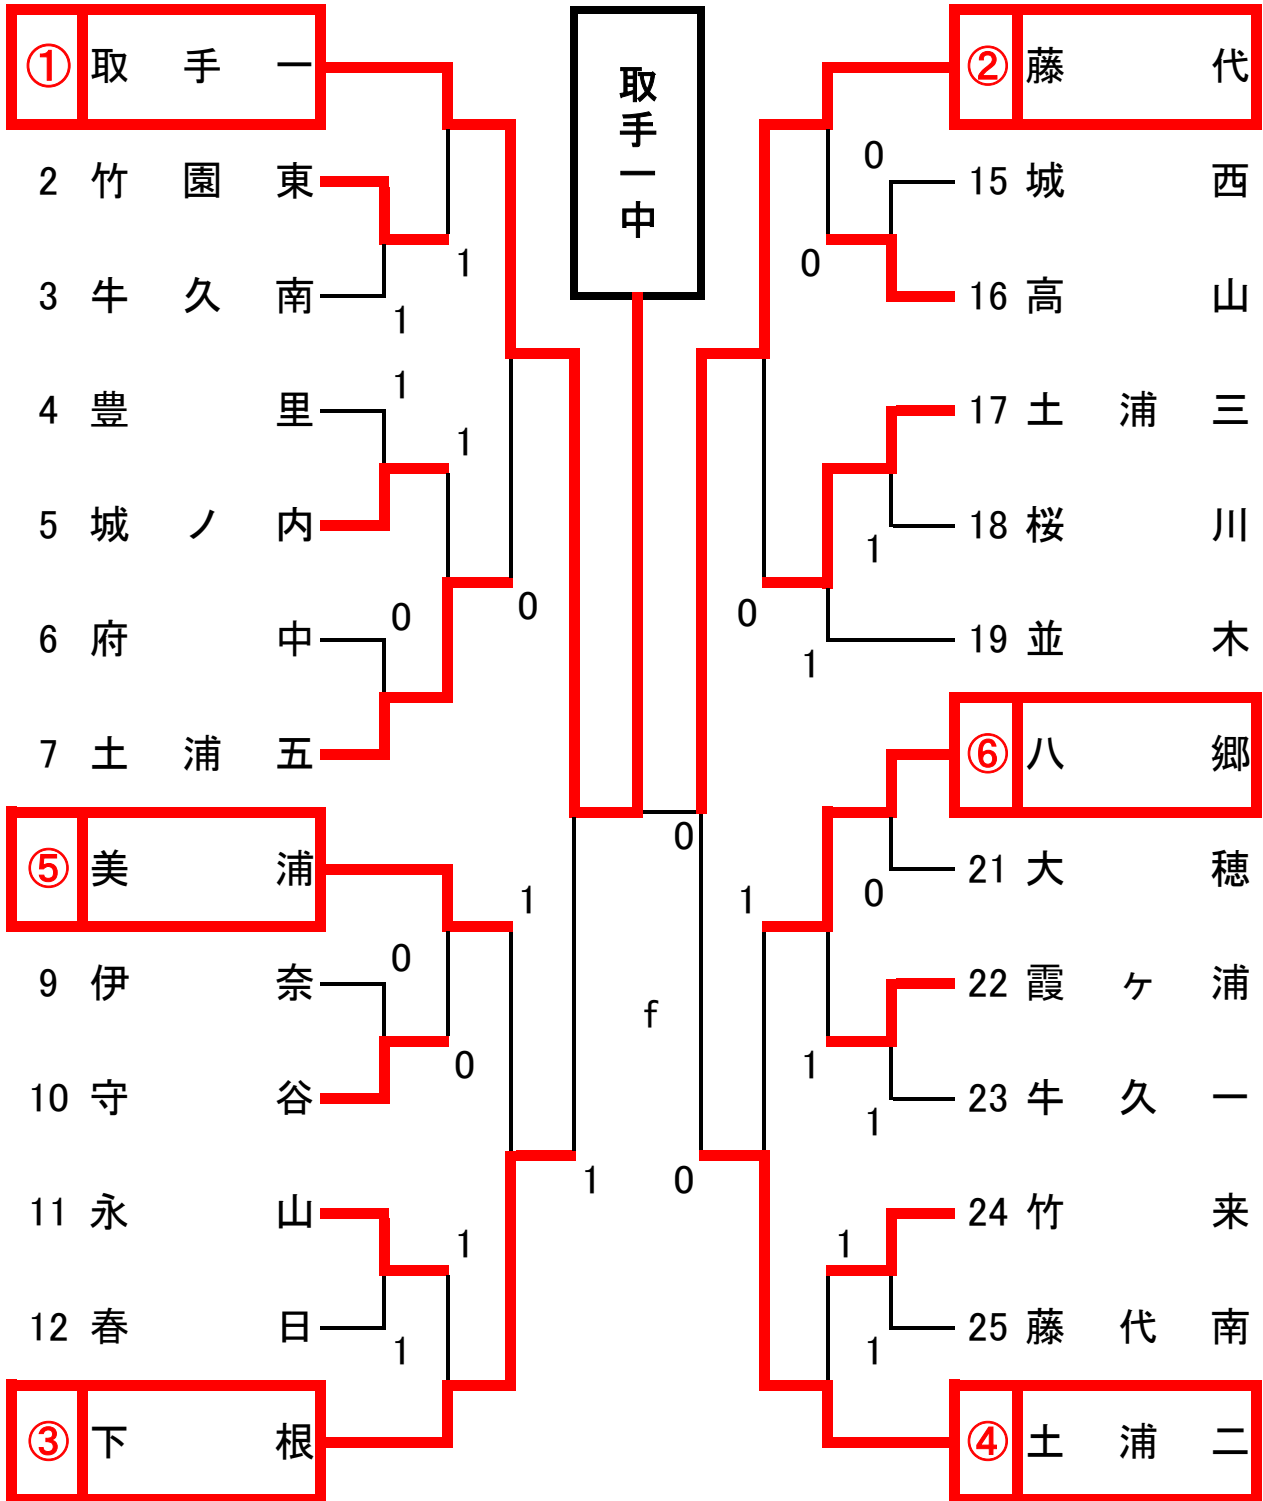 ① 取手一
2 竹園東
3 牛久南
4 豊里
5 城ノ内
6 府中
7 土浦五
⑤ 美浦
9 伊奈
10 守谷
11 永山
12 春日
③ 下根
1
1
1
1
0
0
1
0
0
1
1
1
取手一中
0
f
0
② 藤代
15 城西
16 高山
17 土浦三
18 桜川
19 並木
⑥ 八郷
21 大穂
22 霞ヶ浦
23 牛久一
24 竹来
25 藤代南
④ 土浦二
0
0
1
0
1
1
0
1
1
1
1